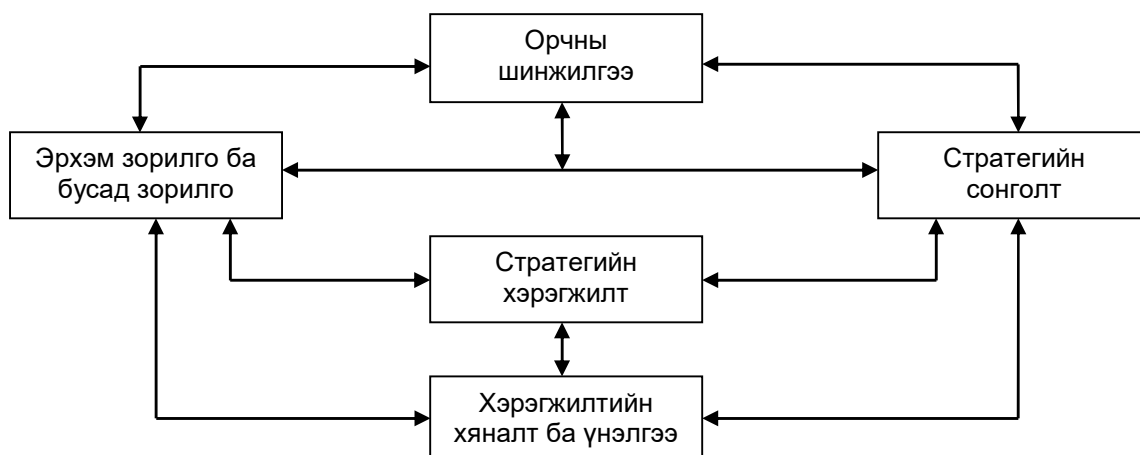 Орчны
шинжилгээ
Эрхэм зорилго ба
бусад зорилго
Стратегийн
сонголт
Стратегийн
хэрэгжилт
Хэрэгжилтийн
хяналт ба үнэлгээ